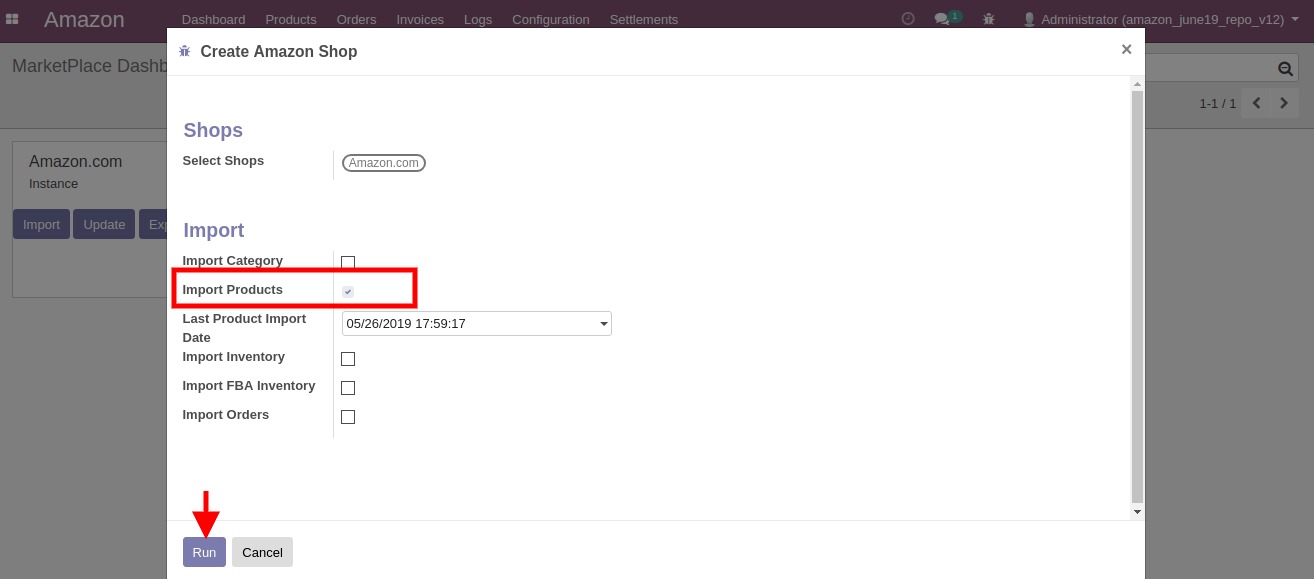 Amazon Dashboard Products Orders Invoices Logs Configuration Settlements 1 Administrator (amazon_june19_repo_v12)
MarketPlace Dashb
Create Amazon Shop ×
1-1 / 1
Amazon.com
Instance
Import Update Exp
Shops
Select Shops Amazon.com
Import
Import Category
Import Products
Last Product Import
Date
05/26/2019 17:59:17
Import Inventory
Import FBA Inventory
Import Orders
Run Cancel